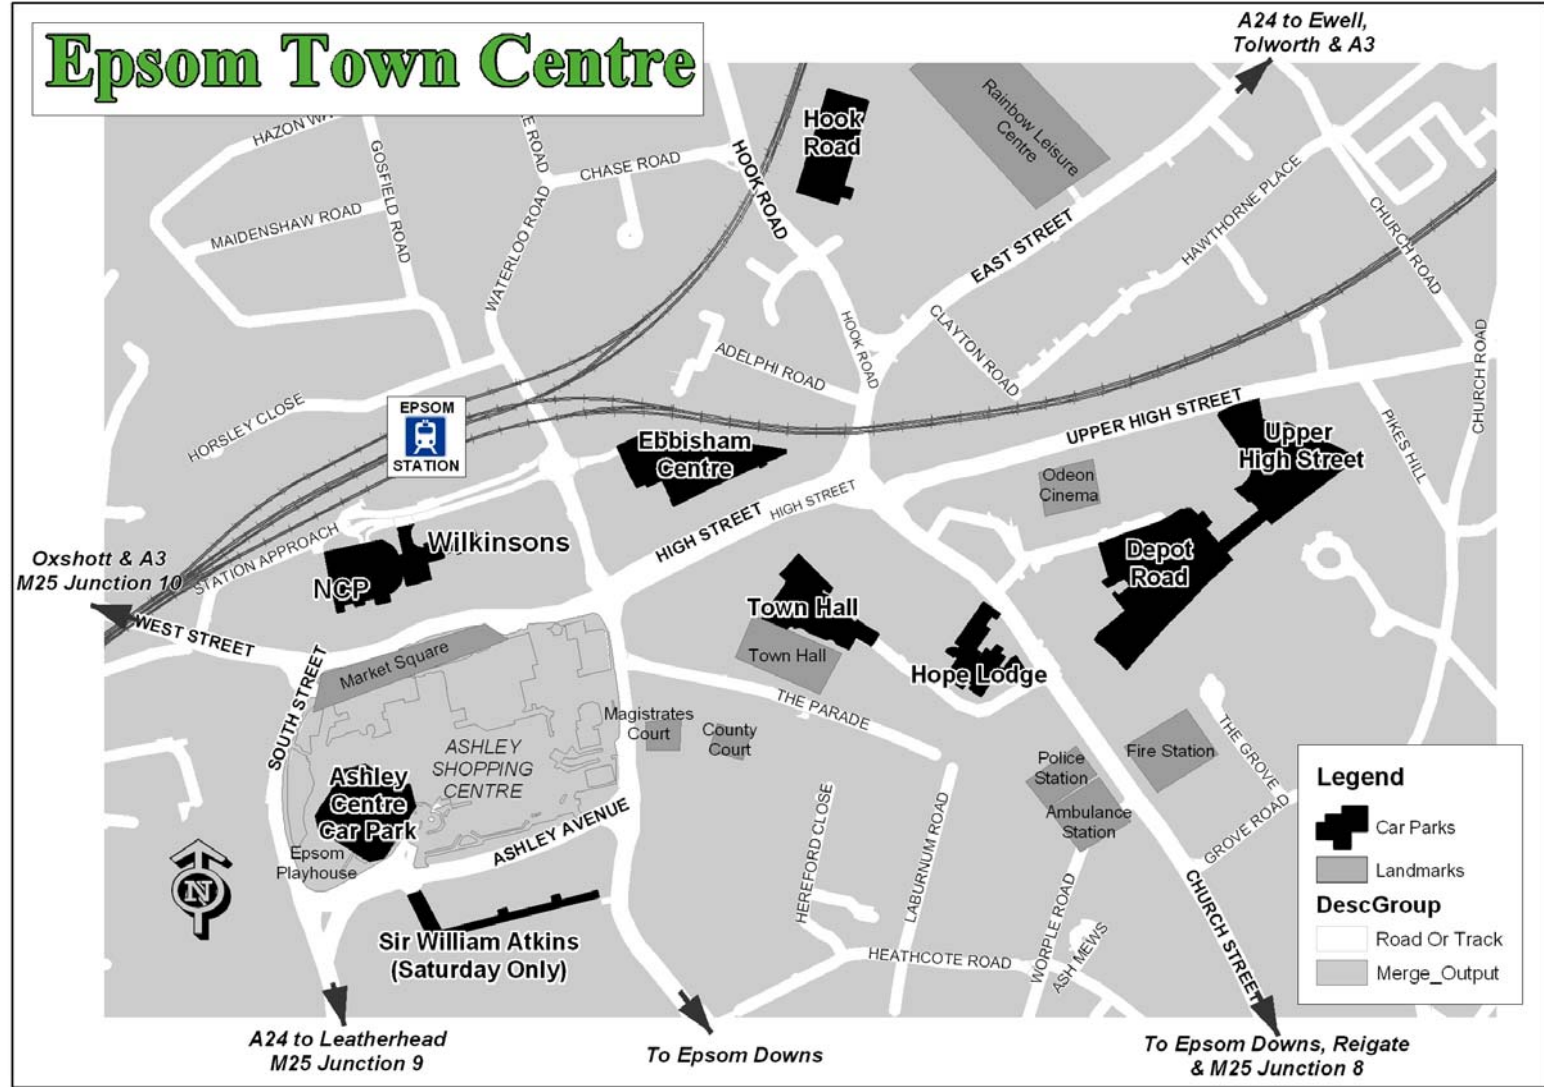 Epsom Town Centre
A24 to Ewell,
Tolworth & A3
Hook
Road
Rainbow Leisure
Centre
HAZON WA
GOSFIELD ROAD
E ROAD
CHASE ROAD
HOOK ROAD
MAIDENSHAW ROAD
WATERLOO ROAD
EAST STREET
HAWTHORNE PLACE
CHURCH ROAD
HOOK ROAD
CLAYTON ROAD
ADELPHI ROAD
CHURCH ROAD
HORSLEY CLOSE
EPSOM
STATION
Ebbisham
Centre
UPPER HIGH STREET
Upper
High Street
PIKES HILL
Odeon
Cinema
HIGH STREET
HIGH STREET
Oxshott & A3
M25 Junction 10
STATION APPROACH
Wilkinsons
NCP
Depot
Road
WEST STREET
Town Hall
Town Hall
Hope Lodge
Market Square
SOUTH STREET
THE PARADE
Magistrates
Court
County
Court
ASHLEY
SHOPPING
CENTRE
Police
Station
Fire Station
THE GROVE
Ashley
Centre
Car Park
Ambulance
Station
GROVE ROAD
ASHLEY AVENUE
Epsom
Playhouse
HEREFORD CLOSE
LABURNUM ROAD
WORPLE ROAD
ASH MEWS
CHURCH STREET
HEATHCOTE ROAD
N
Sir William Atkins
(Saturday Only)
Legend
Car Parks
Landmarks
DescGroup
Road Or Track
Merge_Output
A24 to Leatherhead
M25 Junction 9
To Epsom Downs
To Epsom Downs, Reigate
& M25 Junction 8